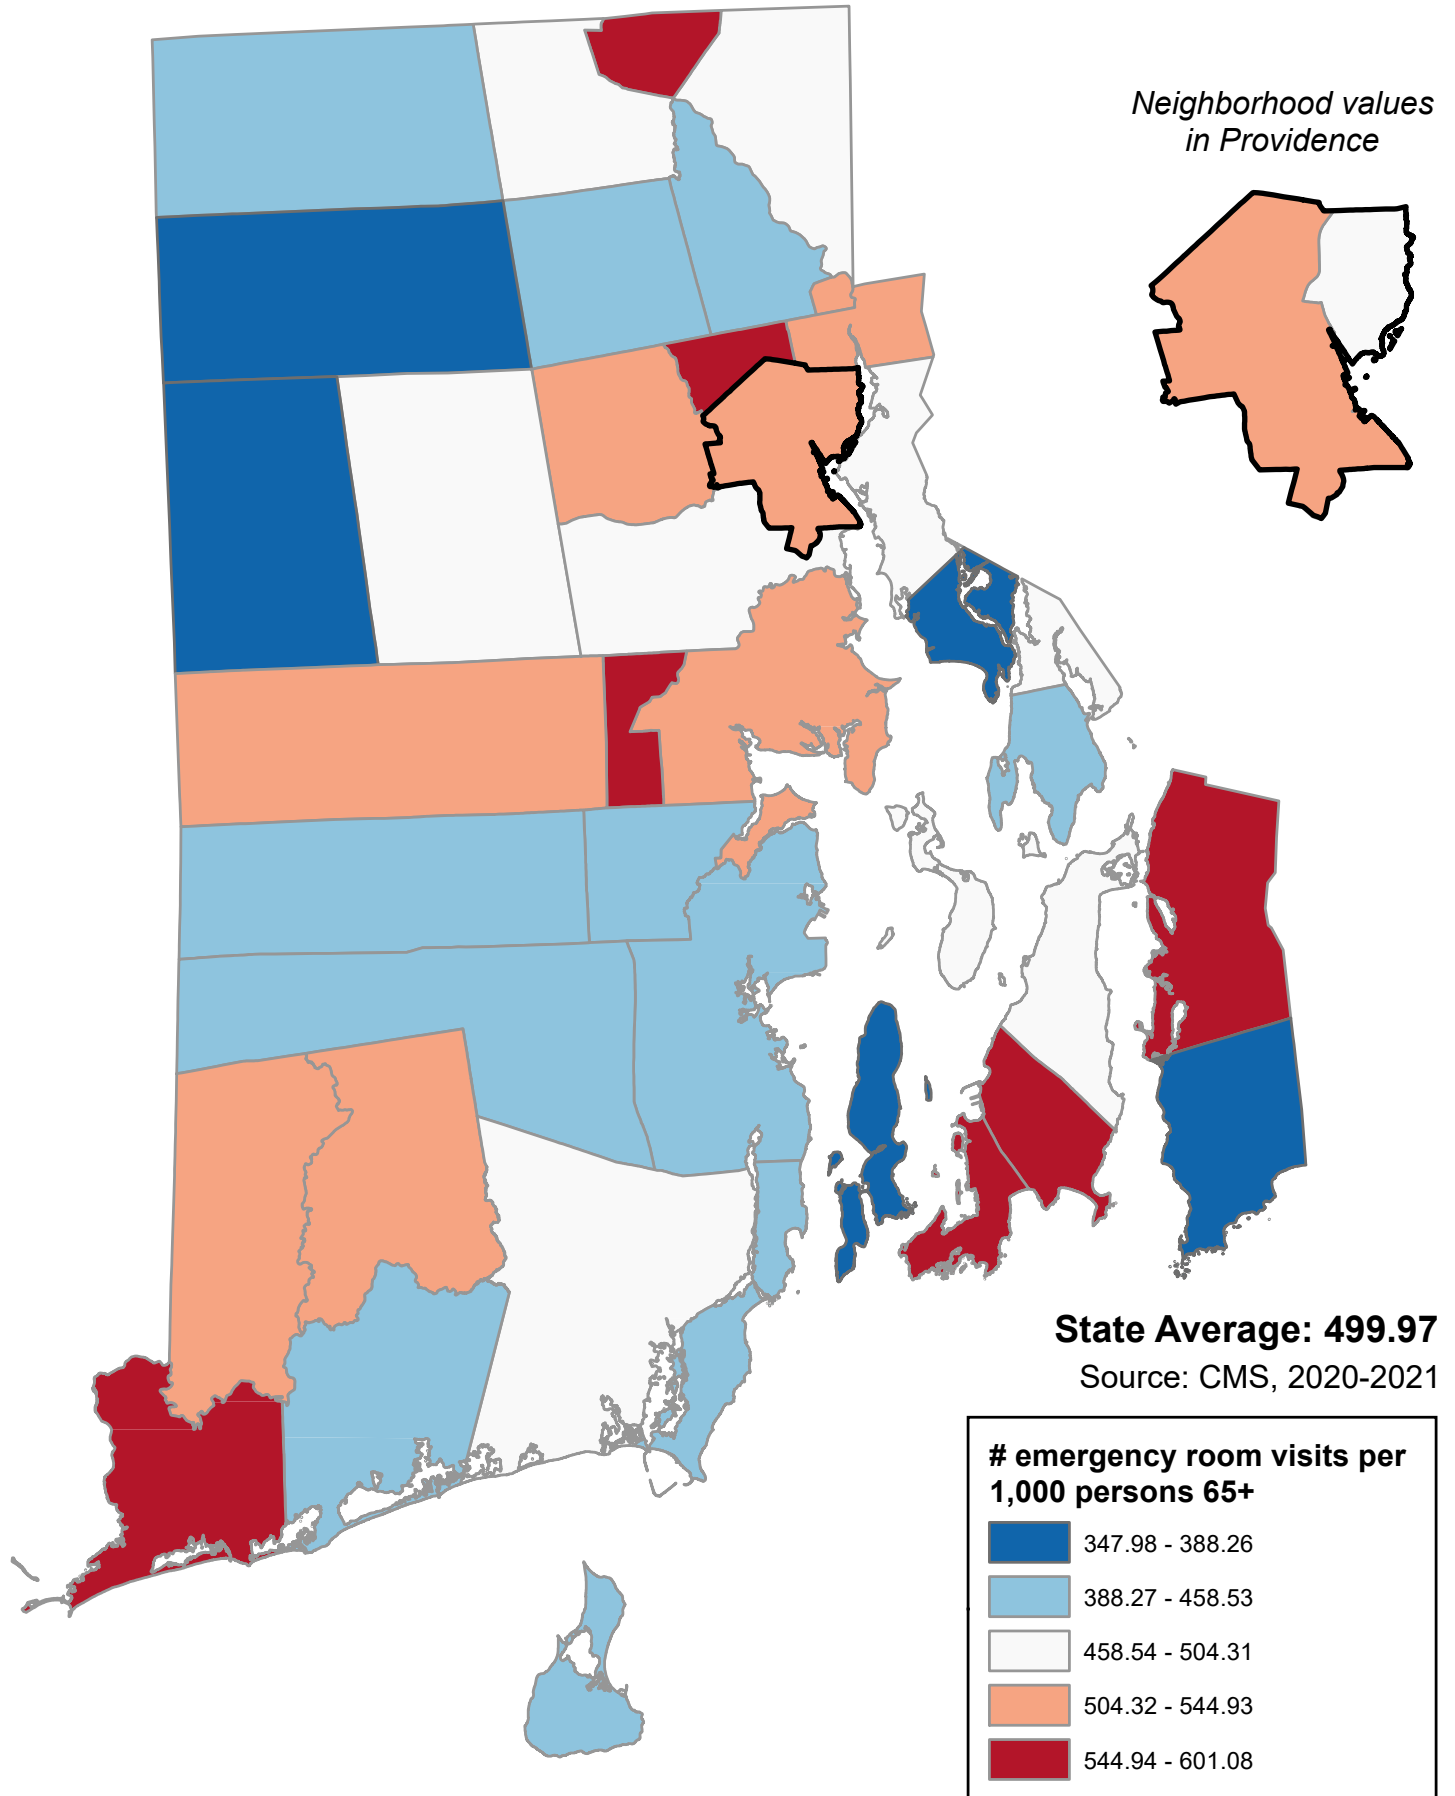 Neighborhood values
in Providence
State Average: 499.97
Source: CMS, 2020-2021
# emergency room visits per
1,000 persons 65+
347.98 - 388.26
388.27 - 458.53
458.54 - 504.31
504.32 - 544.93
544.94 - 601.08